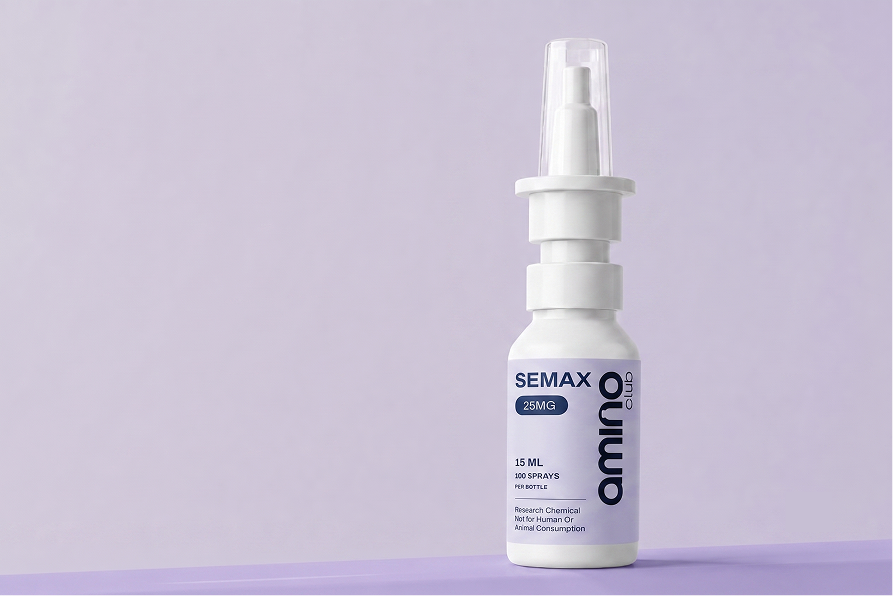 SEMAX
25MG
amino
club
15 ML
100 SPRAYS
PER BOTTLE
Research Chemical
Not for Human Or
Animal Consumption